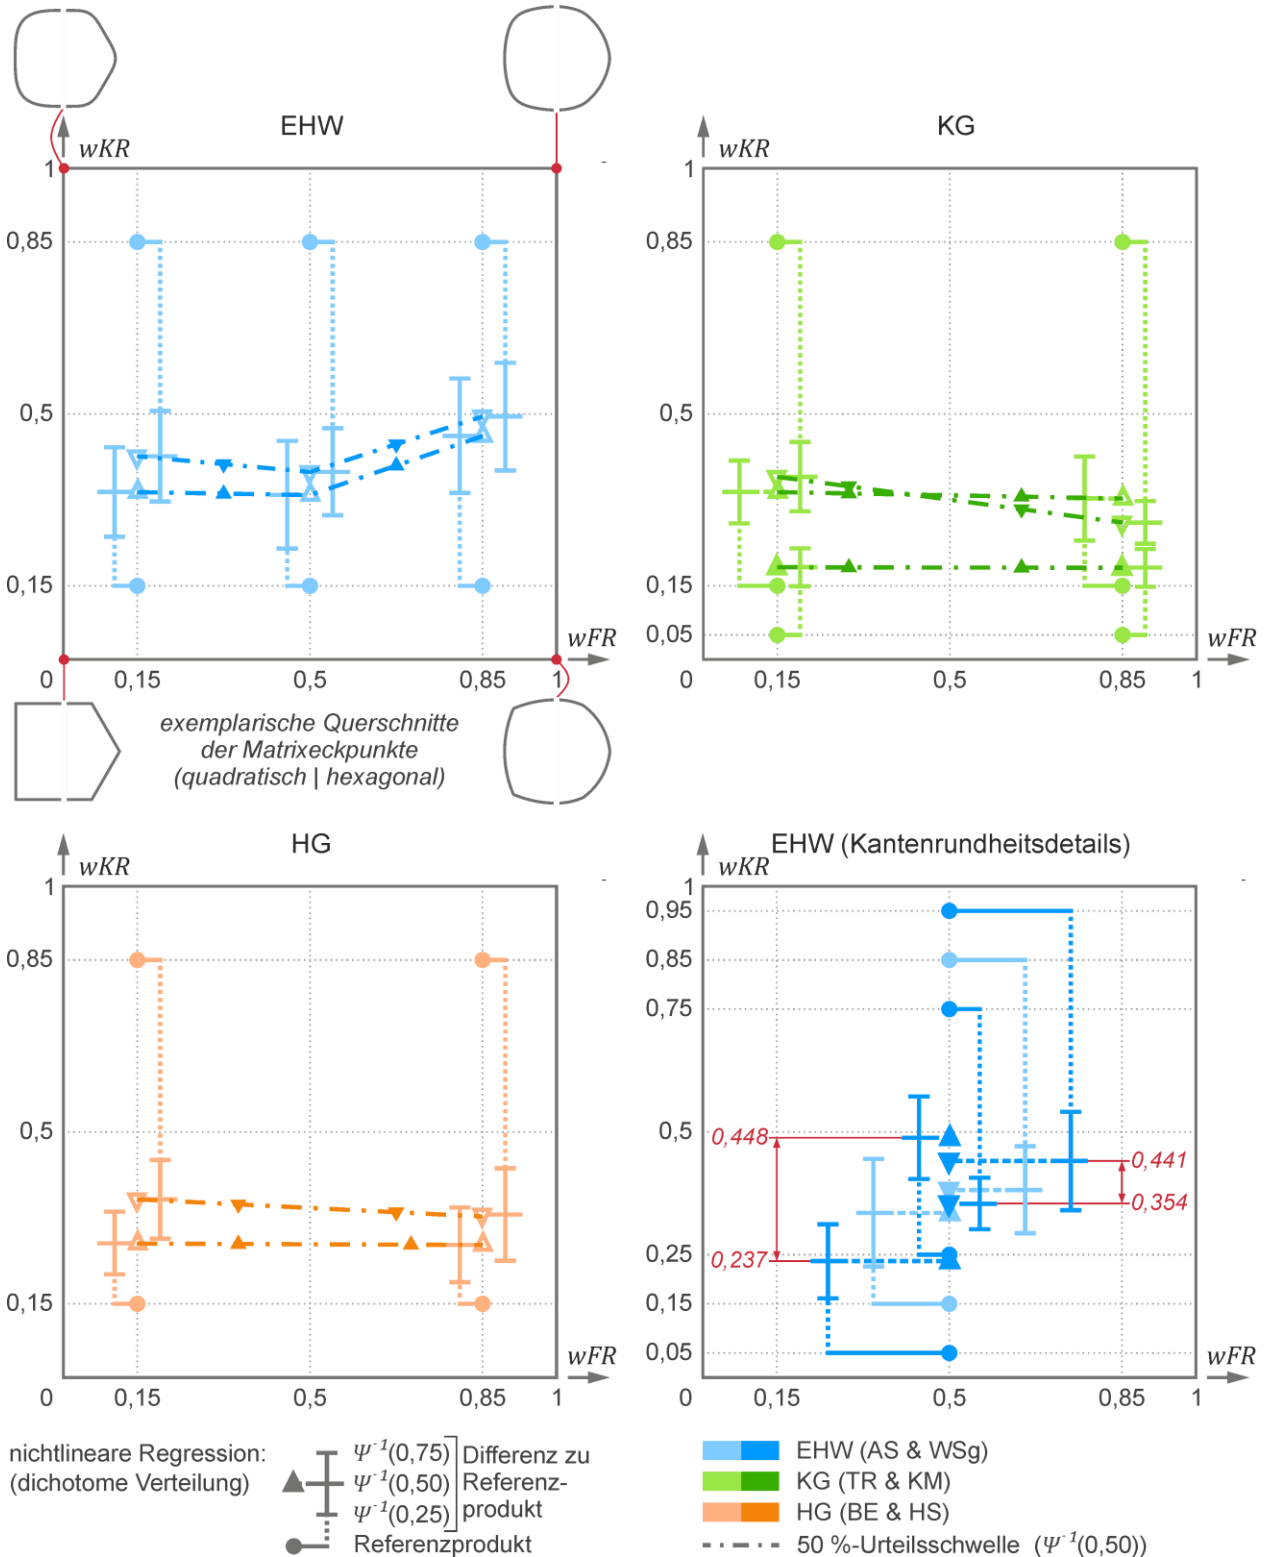 EHW
KG
wKR
wKR
1
1
0,85
0,85
0,5
0,5
0,15
0,15
0,05
wFR
wFR
0
0,15
0,5
0,85
1
0
0,15
0,5
0,85
1
exemplarische Querschnitte
der Matrixeckpunkte
(quadratisch | hexagonal)
HG
EHW (Kantenrundheitsdetails)
wKR
wKR
1
1
0,95
0,85
0,85
0,75
0,5
0,5
0,448
0,441
0,354
0,25
0,237
0,15
0,15
0,05
wFR
wFR
0
0,15
0,5
0,85
1
0
0,15
0,5
0,85
1
nichtlineare Regression:
(dichotome Verteilung)
Ψ⁻¹(0,75)
Ψ⁻¹(0,50)
Ψ⁻¹(0,25)
Differenz zu
Referenz-
produkt
Referenzprodukt
EHW (AS & WSg)
KG (TR & KM)
HG (BE & HS)
50 %-Urteilsschwelle (Ψ⁻¹(0,50))